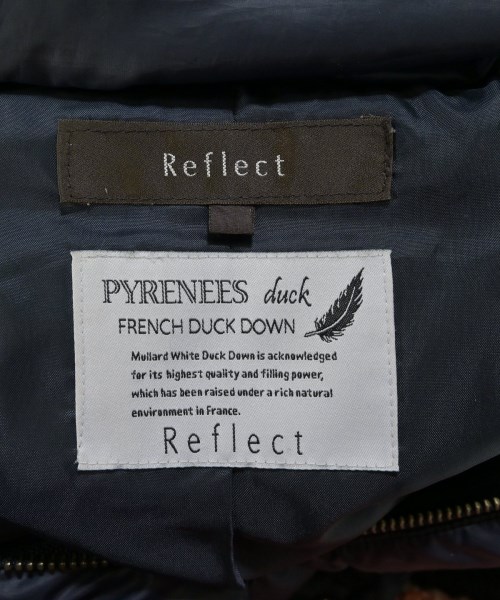 Reflect
PYRENEES duck
FRENCH DUCK DOWN
Mullard White Duck Down is acknowledged
for its highest quality and filling power,
which has been raised under a rich natural
environment in France.
Reflect